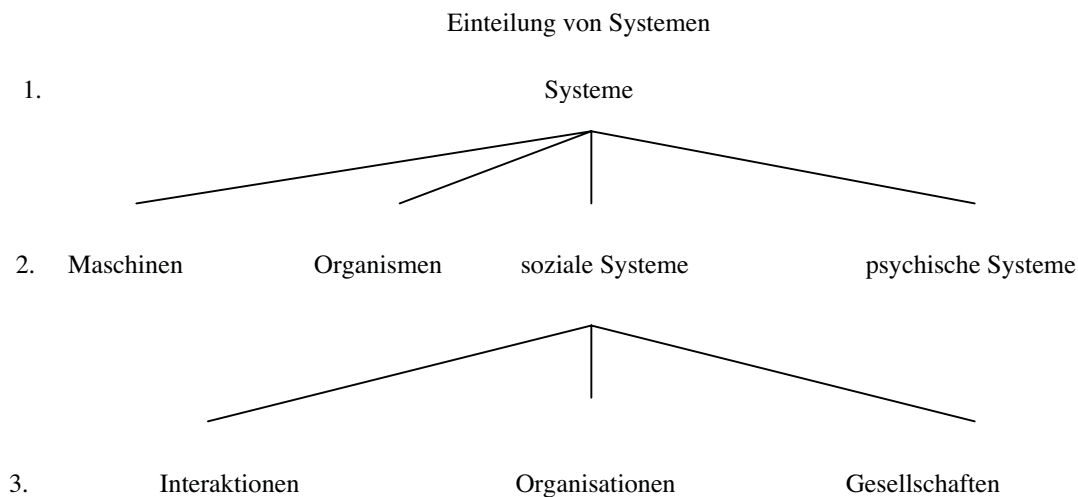 Einteilung von Systemen
1. Systeme
2. Maschinen Organismen soziale Systeme psychische Systeme
3. Interaktionen Organisationen Gesellschaften